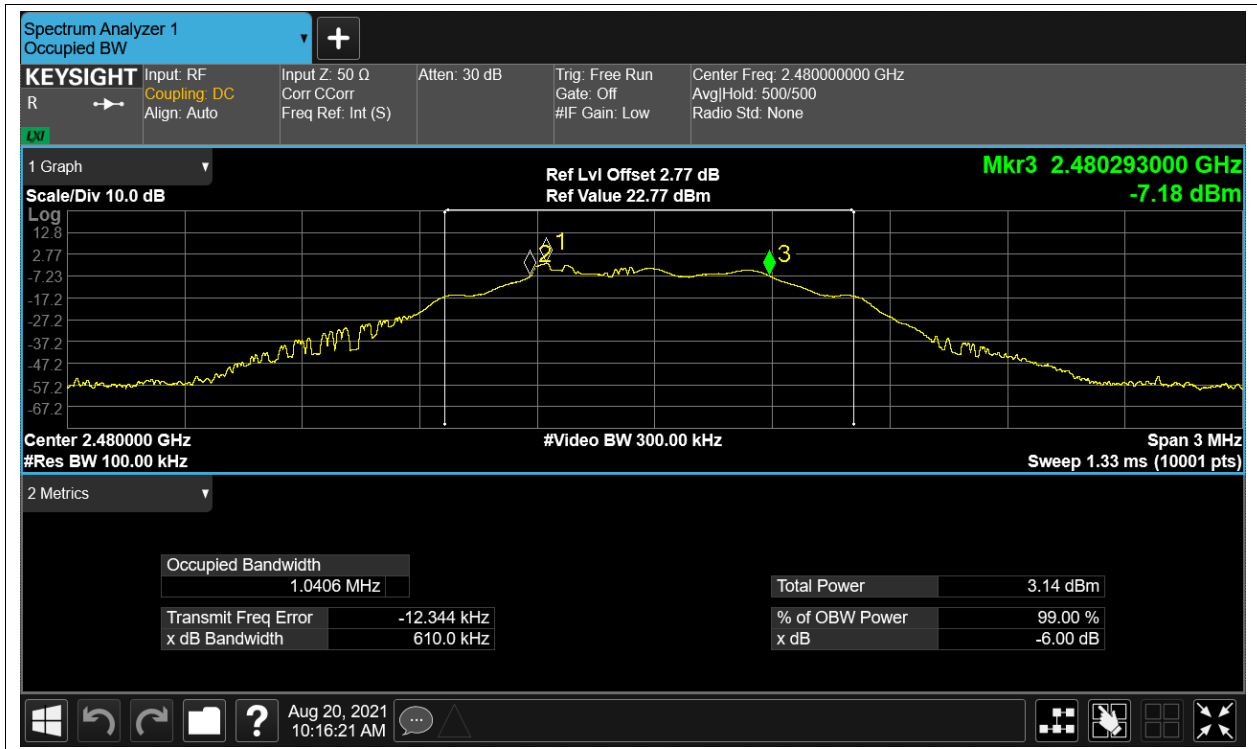 Spectrum Analyzer 1
Occupied BW
+
KEYSIGHT Input: RF Input Z: 50 Ω Atten: 30 dB Trig: Free Run Center Freq: 2.480000000 GHz
R Coupling: DC Corr CCorr Gate: Off Avg|Hold: 500/500
Align: Auto Freq Ref: Int (S) #IF Gain: Low Radio Std: None
LXI
1 Graph Ref Lvl Offset 2.77 dB Mkr3 2.480293000 GHz
Scale/Div 10.0 dB Ref Value 22.77 dBm -7.18 dBm
Log
12.8
1
2.77 2 3
-7.23
-17.2
-27.2
-37.2
-47.2
-57.2
-67.2
Center 2.480000 GHz #Video BW 300.00 kHz Span 3 MHz
#Res BW 100.00 kHz Sweep 1.33 ms (10001 pts)
2 Metrics
Occupied Bandwidth
1.0406 MHz Total Power 3.14 dBm
Transmit Freq Error -12.344 kHz % of OBW Power 99.00 %
x dB Bandwidth 610.0 kHz x dB -6.00 dB
? Aug 20, 2021
10:16:21 AM